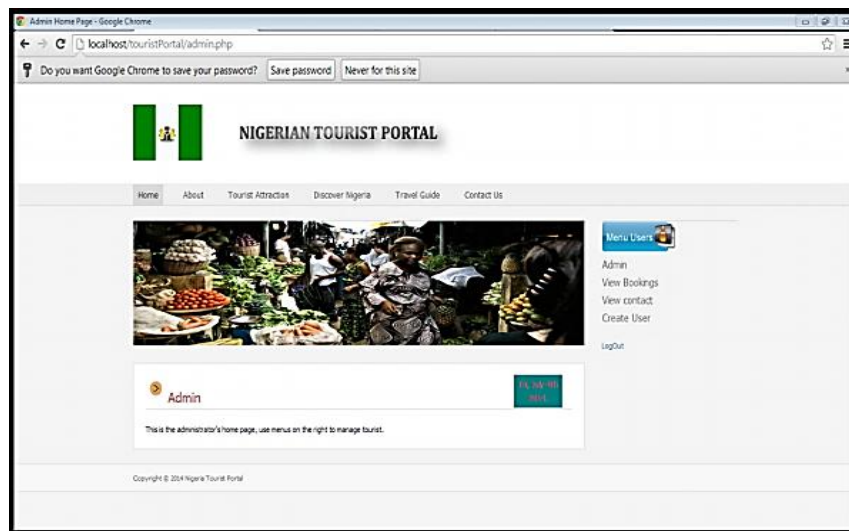 Admin Home Page - Google Chrome
localhost/touristPortal/admin.php
Do you want Google Chrome to save your password? Save password Never for this site
NIGERIAN TOURIST PORTAL
Home About Tourist Attraction Discover Nigeria Travel Guide Contact Us
Menu Users
Admin
View Bookings
View contact
Create User
LogOut
Admin
This is the administrator's home page, use menus on the right to manage tourist.
Copyright © 2014 Nigeria Tourist Portal